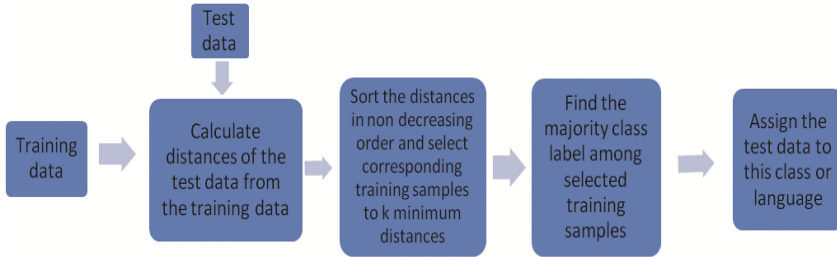 Test
data
Training
data
Calculate
distances of the
test data from
the training data
Sort the distances
in non decreasing
order and select
corresponding
training samples
to k minimum
distances
Find the
majority class
label among
selected
training
samples
Assign the
test data to
this class or
language